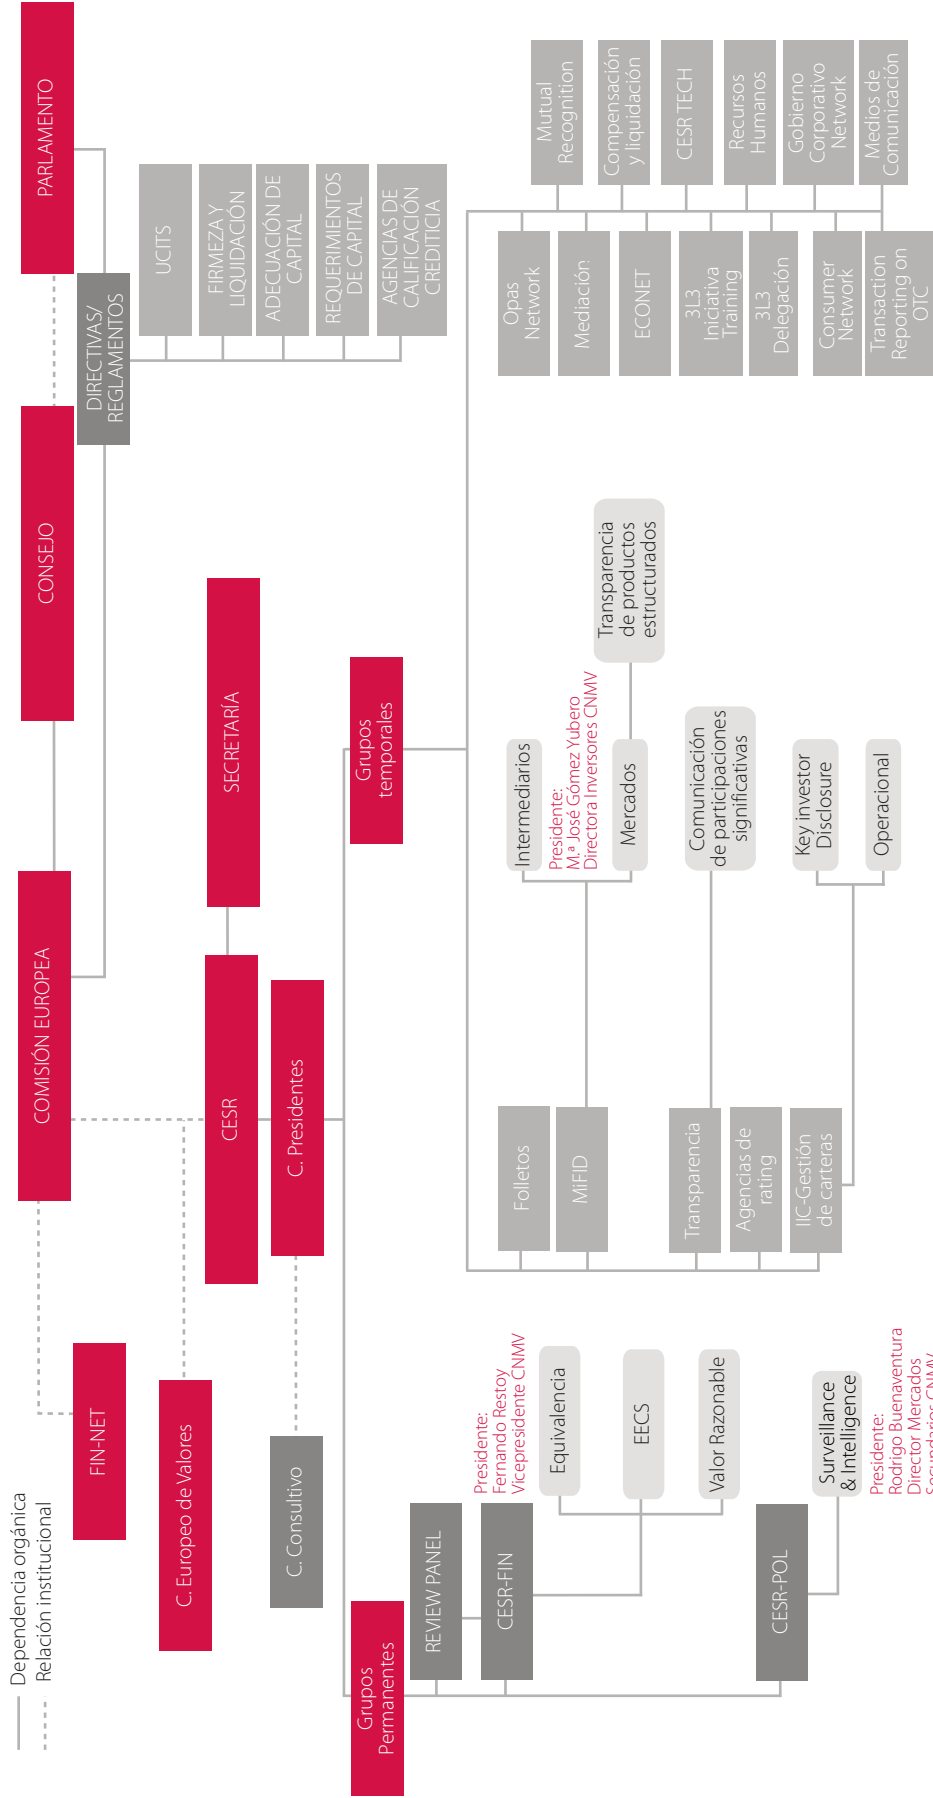 Dependencia orgánica
Relación institucional
COMISIÓN EUROPEA
CONSEJO
PARLAMENTO
FIN-NET
DIRECTIVAS/
REGLAMENTOS
UCITS
FIRMEZA Y
LIQUIDACIÓN
ADECUACIÓN DE
CAPITAL
REQUERIMIENTOS
DE CAPITAL
AGENCIAS DE
CALIFICACIÓN
CREDITICIA
C. Europeo de Valores
CESR
SECRETARÍA
C. Consultivo
C. Presidentes
Grupos
Permanentes
Grupos
temporales
REVIEW PANEL
CESR-FIN
Presidente:
Fernando Restoy
Vicepresidente CNMV
Equivalencia
EECS
Valor Razonable
CESR-POL
Surveillance
& Intelligence
Presidente:
Rodrigo Buenaventura
Director Mercados
Secundarios CNMV
Folletos
MiFID
Transparencia
Agencias de
rating
IIC-Gestión
de carteras
Intermediarios
Presidente:
M.ª José Gómez Yubero
Directora Inversores CNMV
Mercados
Transparencia
de productos
estructurados
Comunicación
de participaciones
significativas
Key investor
Disclosure
Operacional
Opas
Network
Mediación
ECONET
3L3
Iniciativa
Training
3L3
Delegación
Consumer
Network
Transaction
Reporting on
OTC
Mutual
Recognition
Compensación
y liquidación
CESR TECH
Recursos
Humanos
Gobierno
Corporativo
Network
Medios de
Comunicación